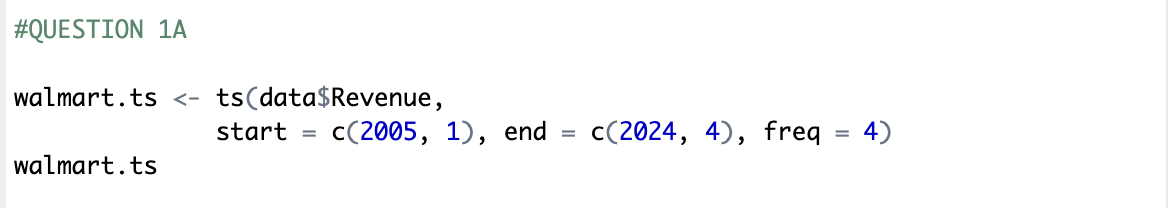 #QUESTION 1A
walmart.ts <- ts(data$Revenue,
start = c(2005, 1), end = c(2024, 4), freq = 4)
walmart.ts